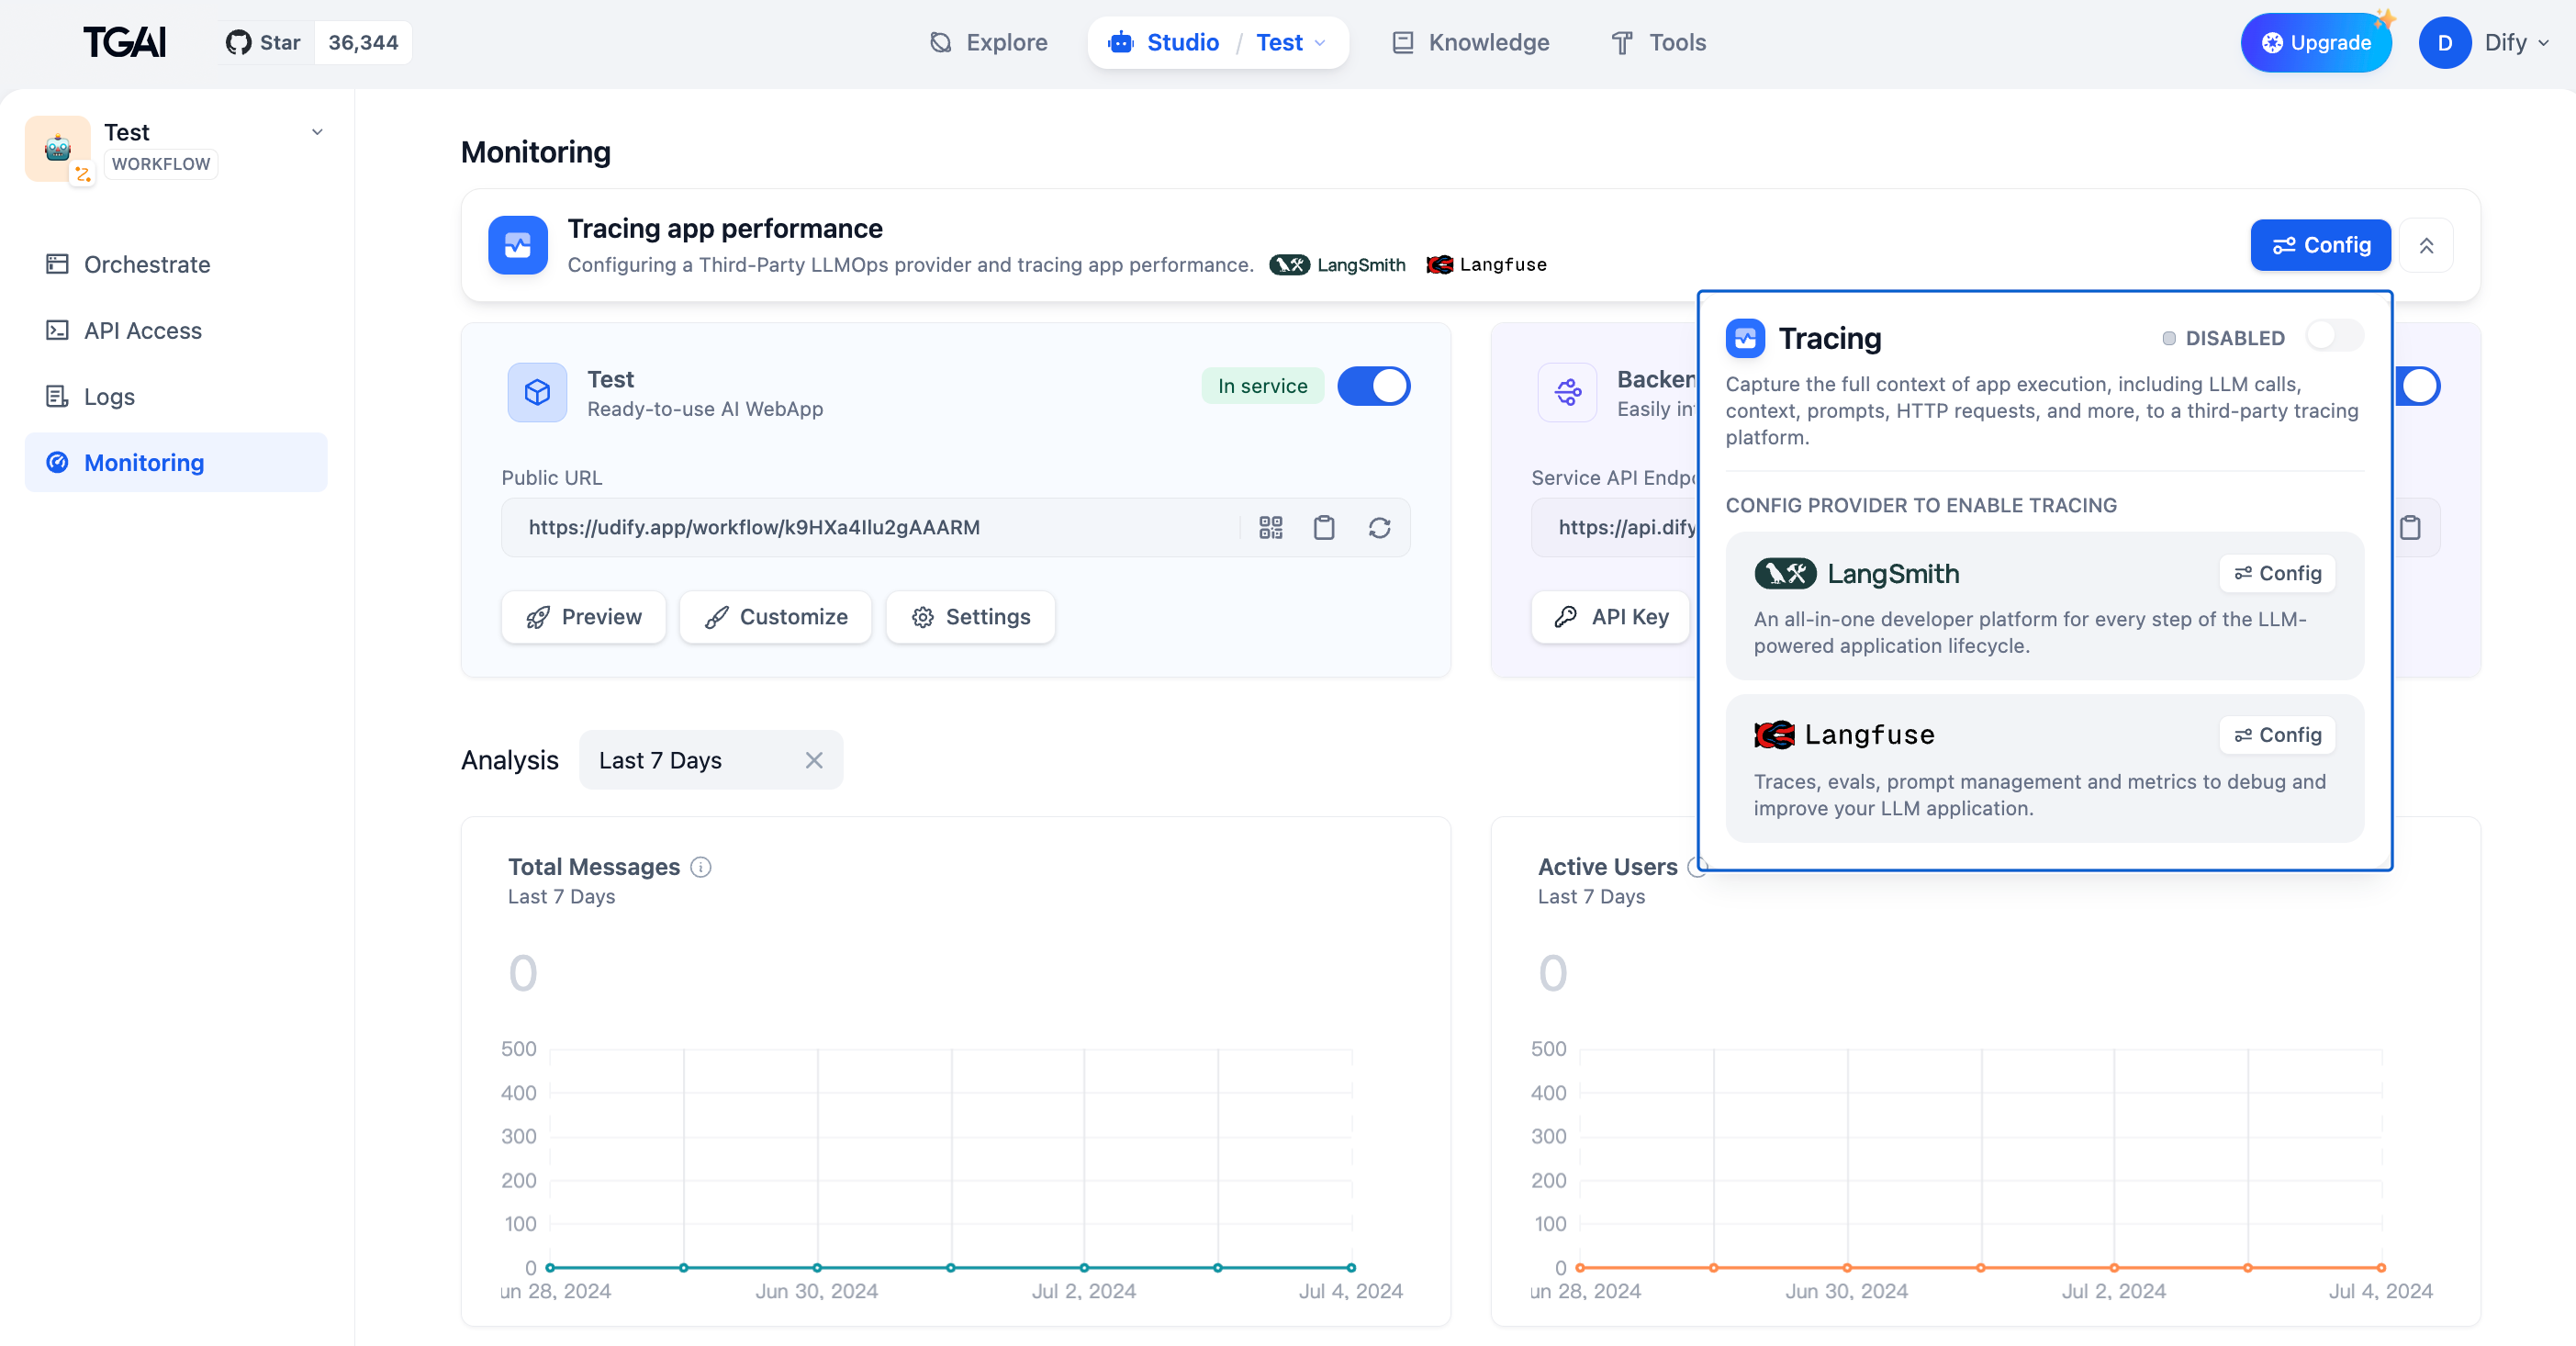 TGAI
Star 36,344
Explore
Studio / Test
Knowledge
Tools
Upgrade
D Dify
Test
WORKFLOW
Orchestrate
API Access
Logs
Monitoring
Monitoring
Tracing app performance
Configuring a Third-Party LLMOps provider and tracing app performance. LangSmith Langfuse
Config
Test
Ready-to-use AI WebApp
In service
Public URL
https://udify.app/workflow/k9HXa4Ilu2gAAARM
Preview
Customize
Settings
Backen
Easily in
Service API Endpo
https://api.dify
API Key
Tracing
DISABLED
Capture the full context of app execution, including LLM calls,
context, prompts, HTTP requests, and more, to a third-party tracing
platform.
CONFIG PROVIDER TO ENABLE TRACING
LangSmith
Config
An all-in-one developer platform for every step of the LLM-
powered application lifecycle.
Langfuse
Config
Traces, evals, prompt management and metrics to debug and
improve your LLM application.
Analysis
Last 7 Days
Total Messages
Last 7 Days
0
500
400
300
200
100
0
un 28, 2024
Jun 30, 2024
Jul 2, 2024
Jul 4, 2024
Active Users
Last 7 Days
0
500
400
300
200
100
0
un 28, 2024
Jun 30, 2024
Jul 2, 2024
Jul 4, 2024